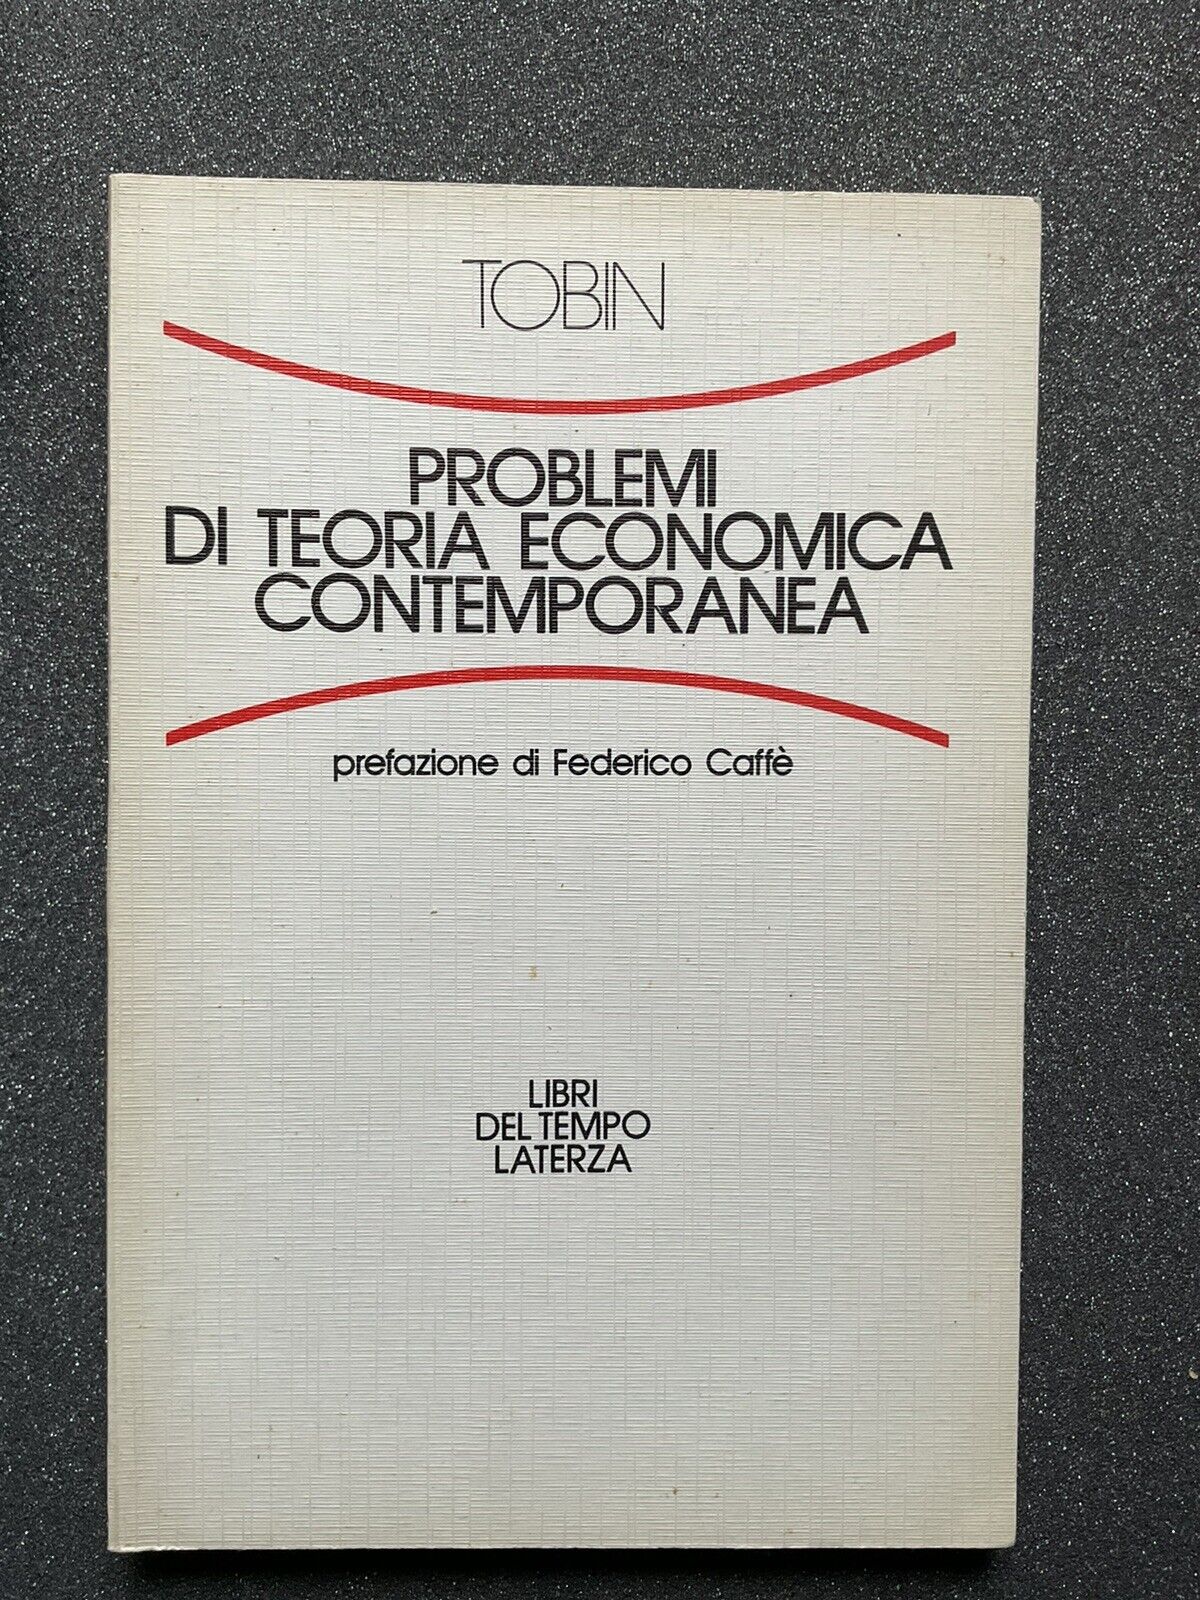 TOBIN
PROBLEMI
DI TEORIA ECONOMICA
CONTEMPORANEA
prefazione di Federico Caffè
LIBRI
DEL TEMPO
LATERZA